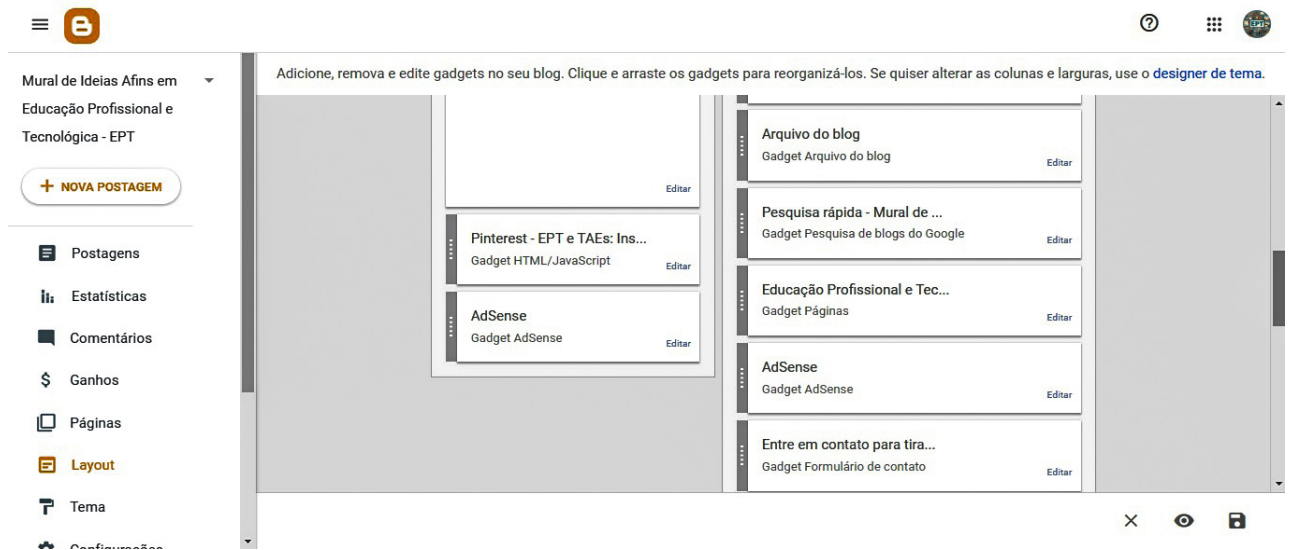 EPT
Mural de Ideias Afins em
Educação Profissional e
Tecnológica - EPT
+ NOVA POSTAGEM
Postagens
Estatísticas
Comentários
Ganhos
Páginas
Layout
Tema
Configurações
Adicione, remova e edite gadgets no seu blog. Clique e arraste os gadgets para reorganizá-los. Se quiser alterar as colunas e larguras, use o designer de tema.
Editar
Pinterest - EPT e TAEs: Ins...
Gadget HTML/JavaScript
Editar
AdSense
Gadget AdSense
Editar
Arquivo do blog
Gadget Arquivo do blog
Editar
Pesquisa rápida - Mural de ...
Gadget Pesquisa de blogs do Google
Editar
Educação Profissional e Tec...
Gadget Páginas
Editar
AdSense
Gadget AdSense
Editar
Entre em contato para tira...
Gadget Formulário de contato
Editar